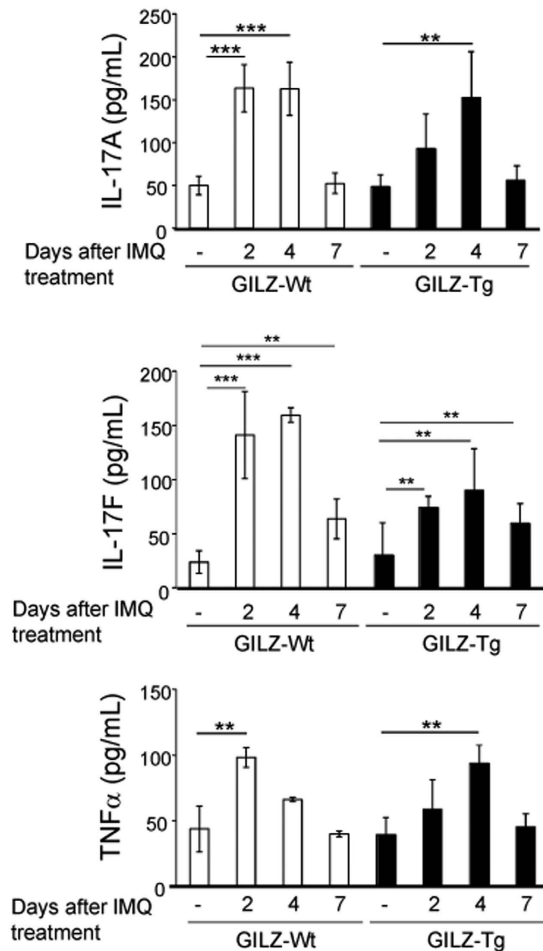 *** ***
**
200
150
100
50
0
IL-17A (pg/mL)
Days after IMQ treatment
- 2 4 7 - 2 4 7
GILZ-Wt GILZ-Tg
**
***
***
**
**
**
200
150
100
50
0
IL-17F (pg/mL)
Days after IMQ treatment
- 2 4 7 - 2 4 7
GILZ-Wt GILZ-Tg
** **
150
100
50
0
TNFα (pg/mL)
Days after IMQ treatment
- 2 4 7 - 2 4 7
GILZ-Wt GILZ-Tg